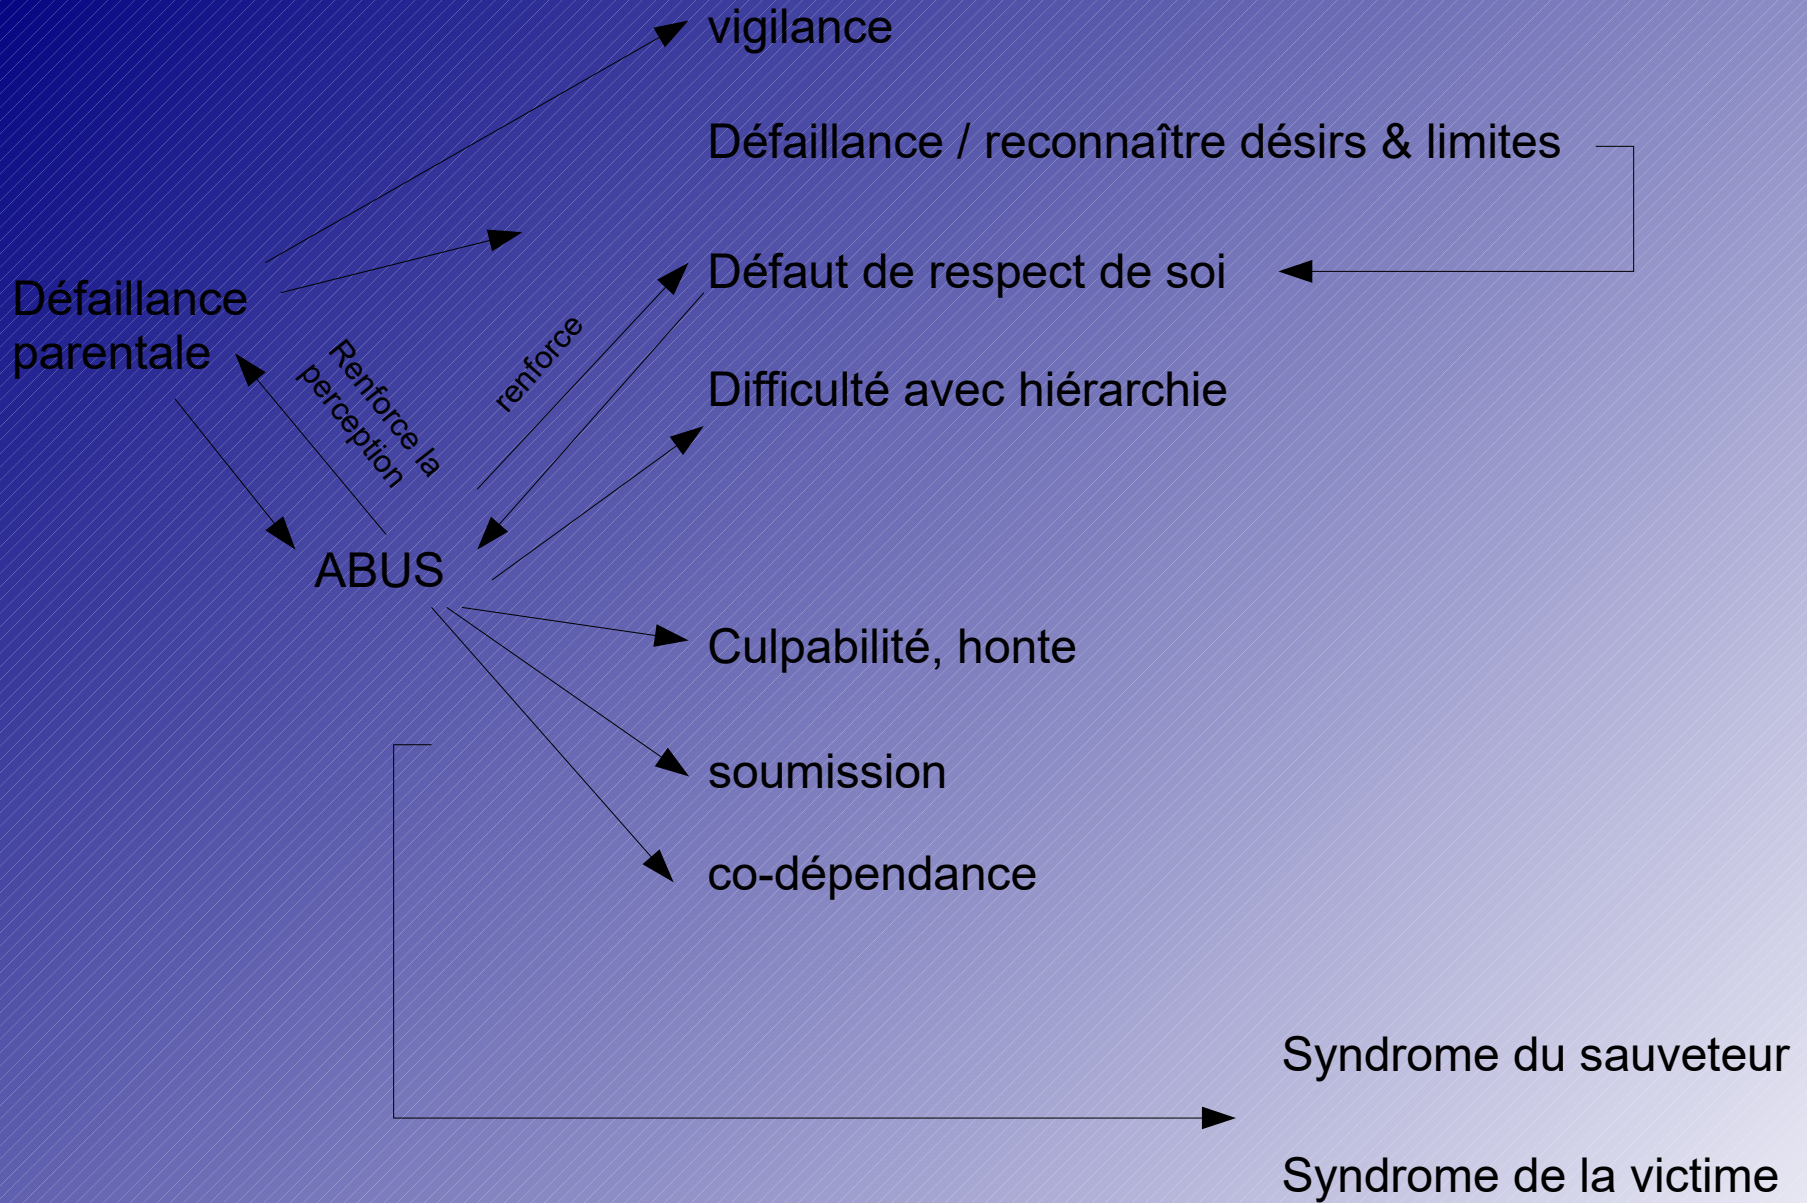 vigilance
Défaillance / reconnaître désirs & limites
Défaut de respect de soi
Défaillance
parentale
Renforce la
perception
renforce
Difficulté avec hiérarchie
ABUS
Culpabilité, honte
soumission
co-dépendance
Syndrome du sauveteur
Syndrome de la victime